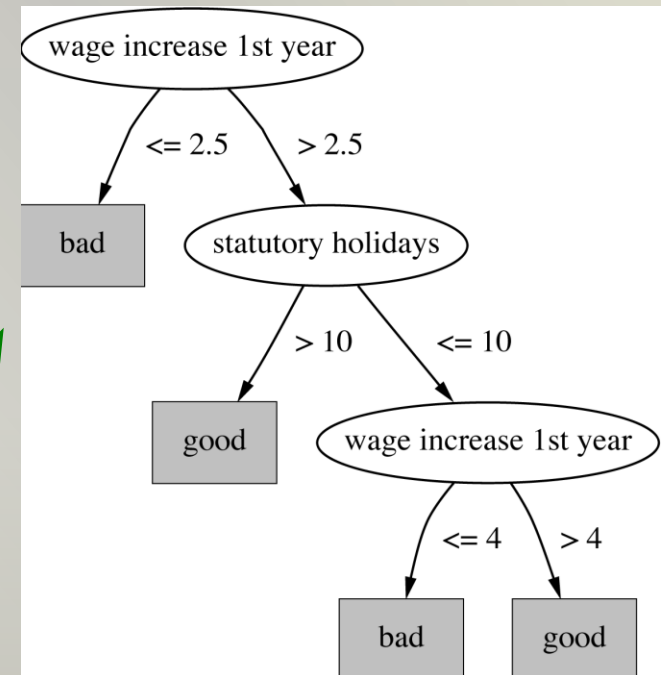 wage increase 1st year
<= 2.5
> 2.5
bad
statutory holidays
> 10
<= 10
good
wage increase 1st year
<= 4
> 4
bad
good